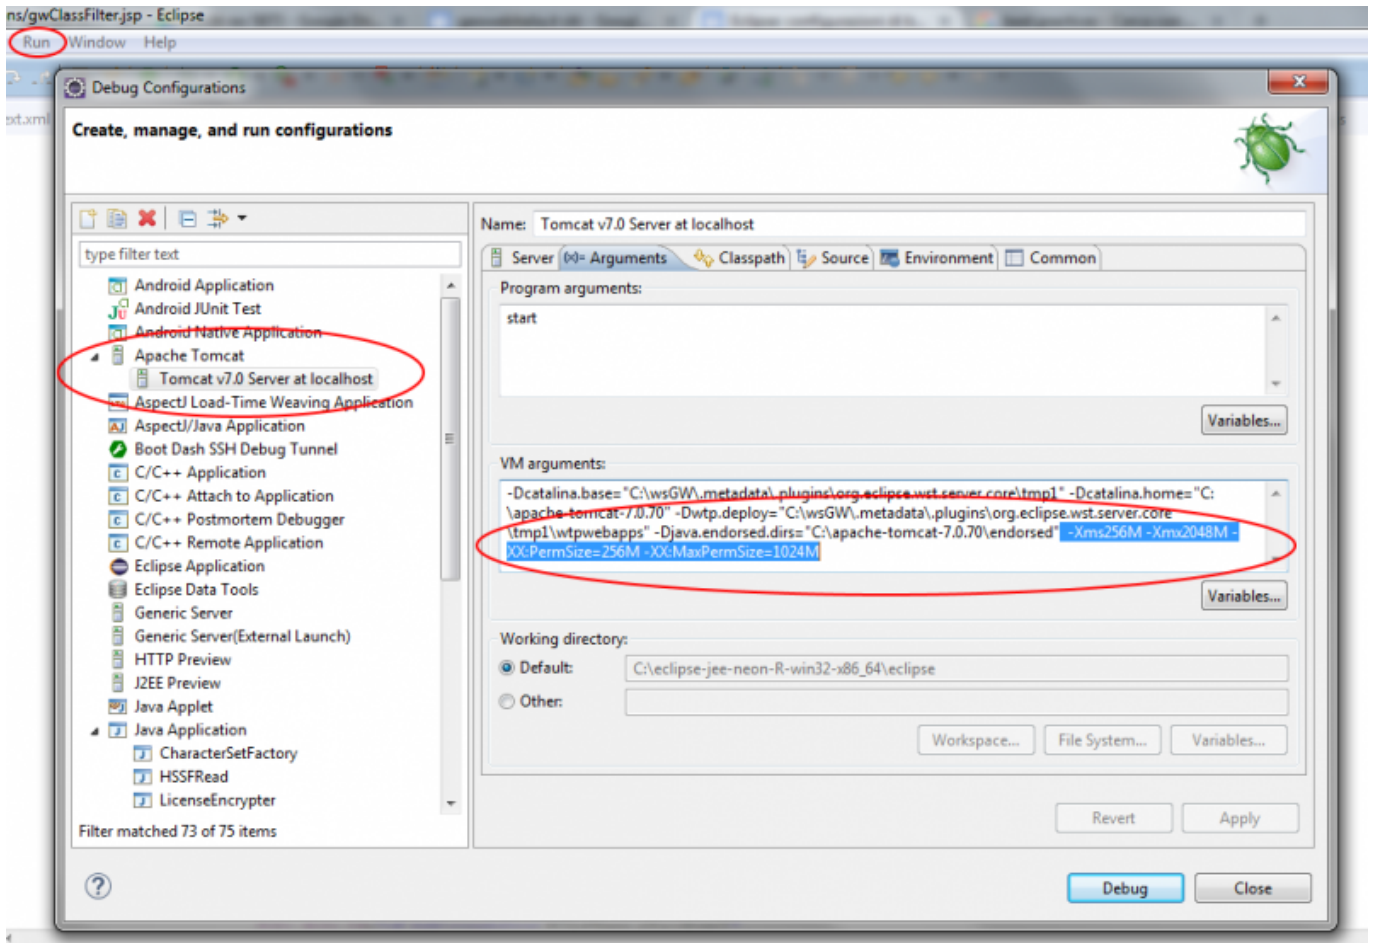 ns/gwClassFilter.jsp - Eclipse
Run Window Help
ext.xml
Debug Configurations
Create, manage, and run configurations
type filter text
Android Application
Android JUnit Test
Android Native Application
Apache Tomcat
Tomcat v7.0 Server at localhost
AspectJ Load-Time Weaving Application
AspectJ/Java Application
Boot Dash SSH Debug Tunnel
C/C++ Application
C/C++ Attach to Application
C/C++ Postmortem Debugger
C/C++ Remote Application
Eclipse Application
Eclipse Data Tools
Generic Server
Generic Server(External Launch)
HTTP Preview
J2EE Preview
Java Applet
Java Application
CharacterSetFactory
HSSFRead
LicenseEncrypter
Filter matched 73 of 75 items
Name: Tomcat v7.0 Server at localhost
Server (x)= Arguments Classpath Source Environment Common
Program arguments:
start
Variables...
VM arguments:
-Dcatalina.base="C:\wsGW\.metadata\.plugins\org.eclipse.wst.server.core\tmp1" -Dcatalina.home="C:
\apache-tomcat-7.0.70" -Dwtp.deploy="C:\wsGW\.metadata\.plugins\org.eclipse.wst.server.core
\tmp1\wtpwebapps" -Djava.endorsed.dirs="C:\apache-tomcat-7.0.70\endorsed" -Xms256M -Xmx2048M -
XX:PermSize=256M -XX:MaxPermSize=1024M
Variables...
Working directory:
Default: C:\eclipse-jee-neon-R-win32-x86_64\eclipse
Other:
Workspace... File System... Variables...
Revert Apply
Debug Close